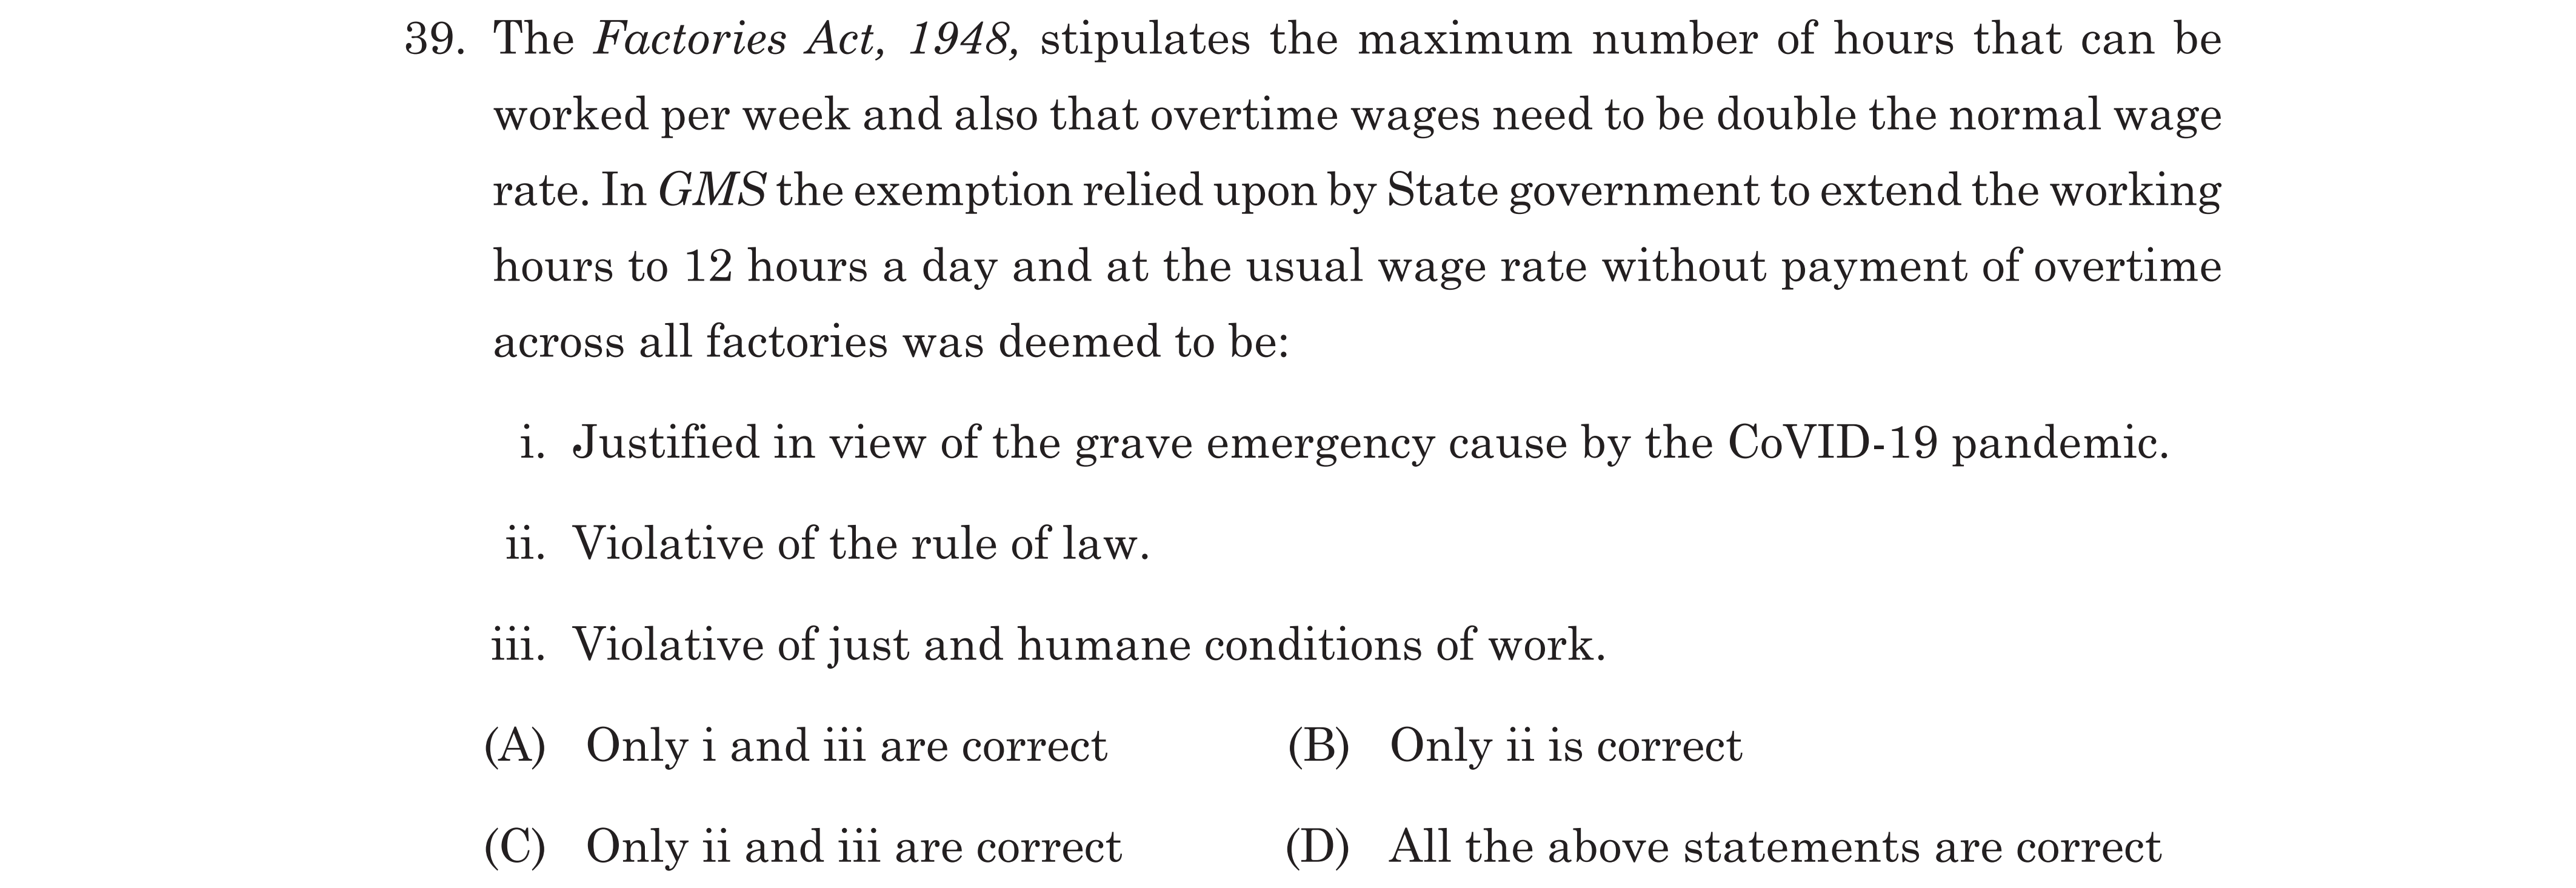 39. The Factories Act, 1948, stipulates the maximum number of hours that can be
worked per week and also that overtime wages need to be double the normal wage
rate. In GMS the exemption relied upon by State government to extend the working
hours to 12 hours a day and at the usual wage rate without payment of overtime
across all factories was deemed to be:
i. Justified in view of the grave emergency cause by the CoVID-19 pandemic.
ii. Violative of the rule of law.
iii. Violative of just and humane conditions of work.
(A) Only i and iii are correct (B) Only ii is correct
(C) Only ii and iii are correct (D) All the above statements are correct